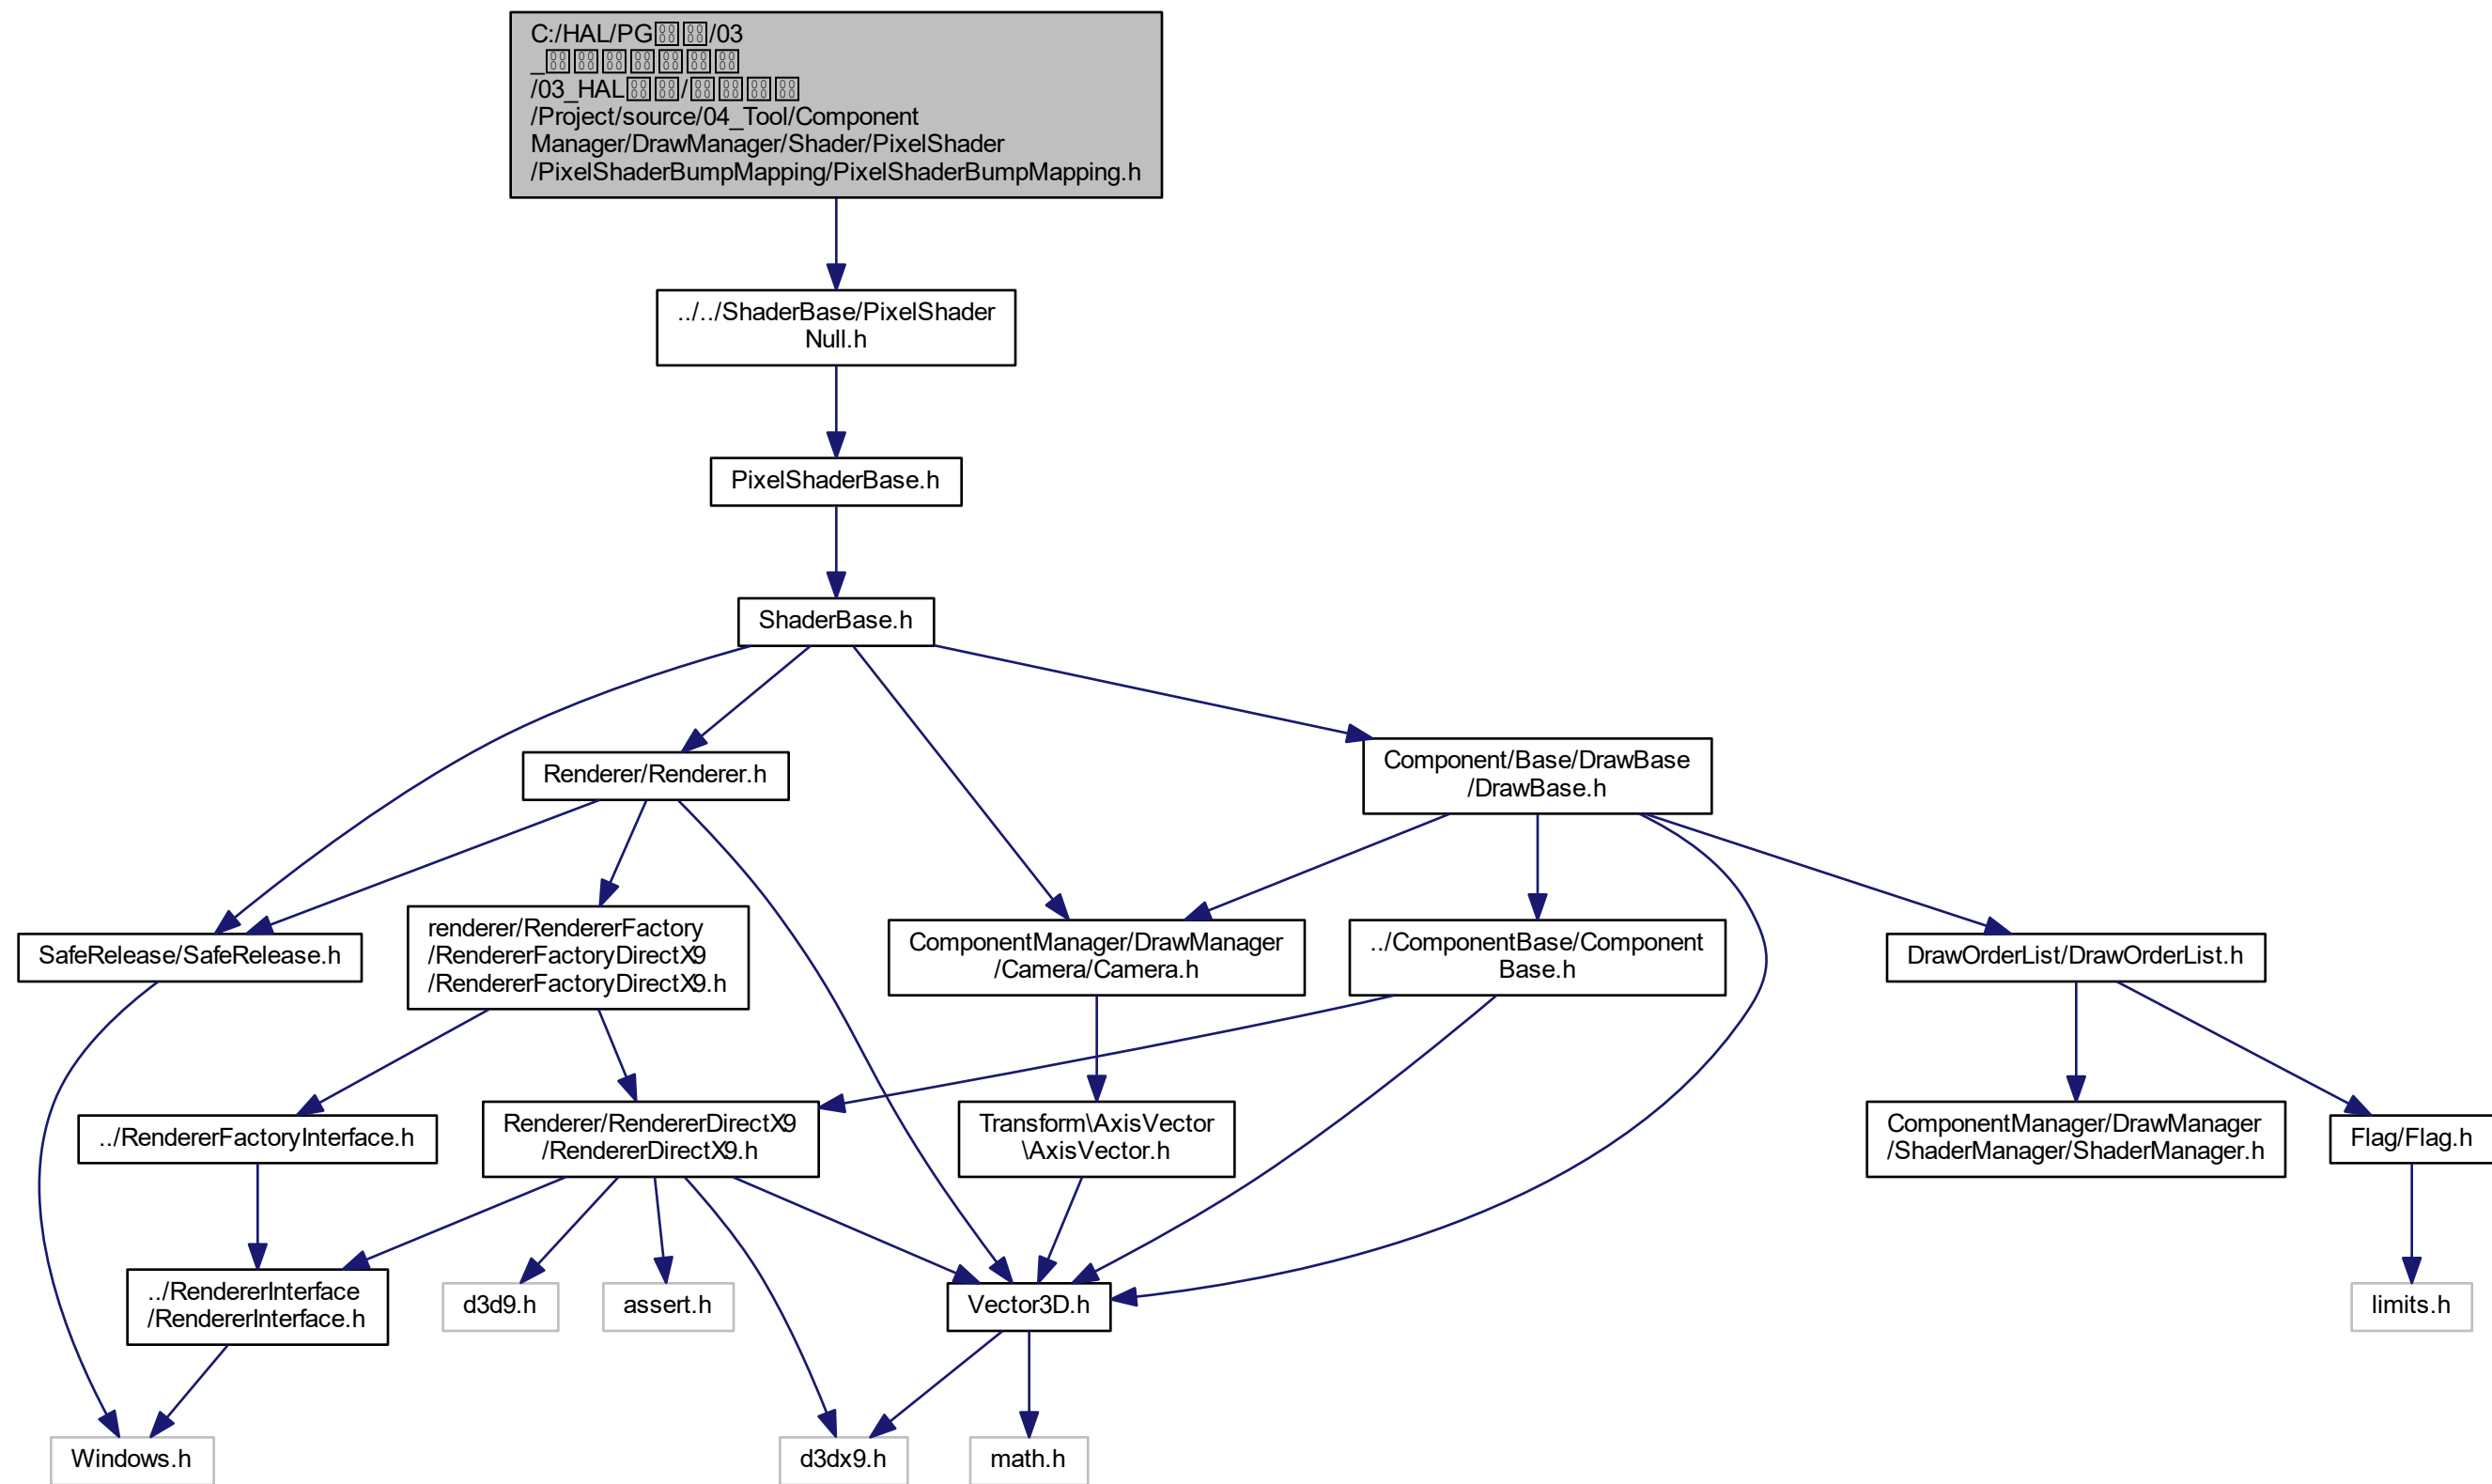 C:/HAL/PG/03
_
/03_HAL/
/Project/source/04_Tool/Component
Manager/DrawManager/Shader/PixelShader
/PixelShaderBumpMapping/PixelShaderBumpMapping.h
../../ShaderBase/PixelShader
Null.h
PixelShaderBase.h
ShaderBase.h
Renderer/Renderer.h
Component/Base/DrawBase
/DrawBase.h
SafeRelease/SafeRelease.h
renderer/RendererFactory
/RendererFactoryDirectX9
/RendererFactoryDirectX9.h
ComponentManager/DrawManager
/Camera/Camera.h
../ComponentBase/Component
Base.h
DrawOrderList/DrawOrderList.h
../RendererFactoryInterface.h
Renderer/RendererDirectX9
/RendererDirectX9.h
Transform\AxisVector
\AxisVector.h
ComponentManager/DrawManager
/ShaderManager/ShaderManager.h
Flag/Flag.h
../RendererInterface
/RendererInterface.h
d3d9.h
assert.h
Vector3D.h
limits.h
Windows.h
d3dx9.h
math.h